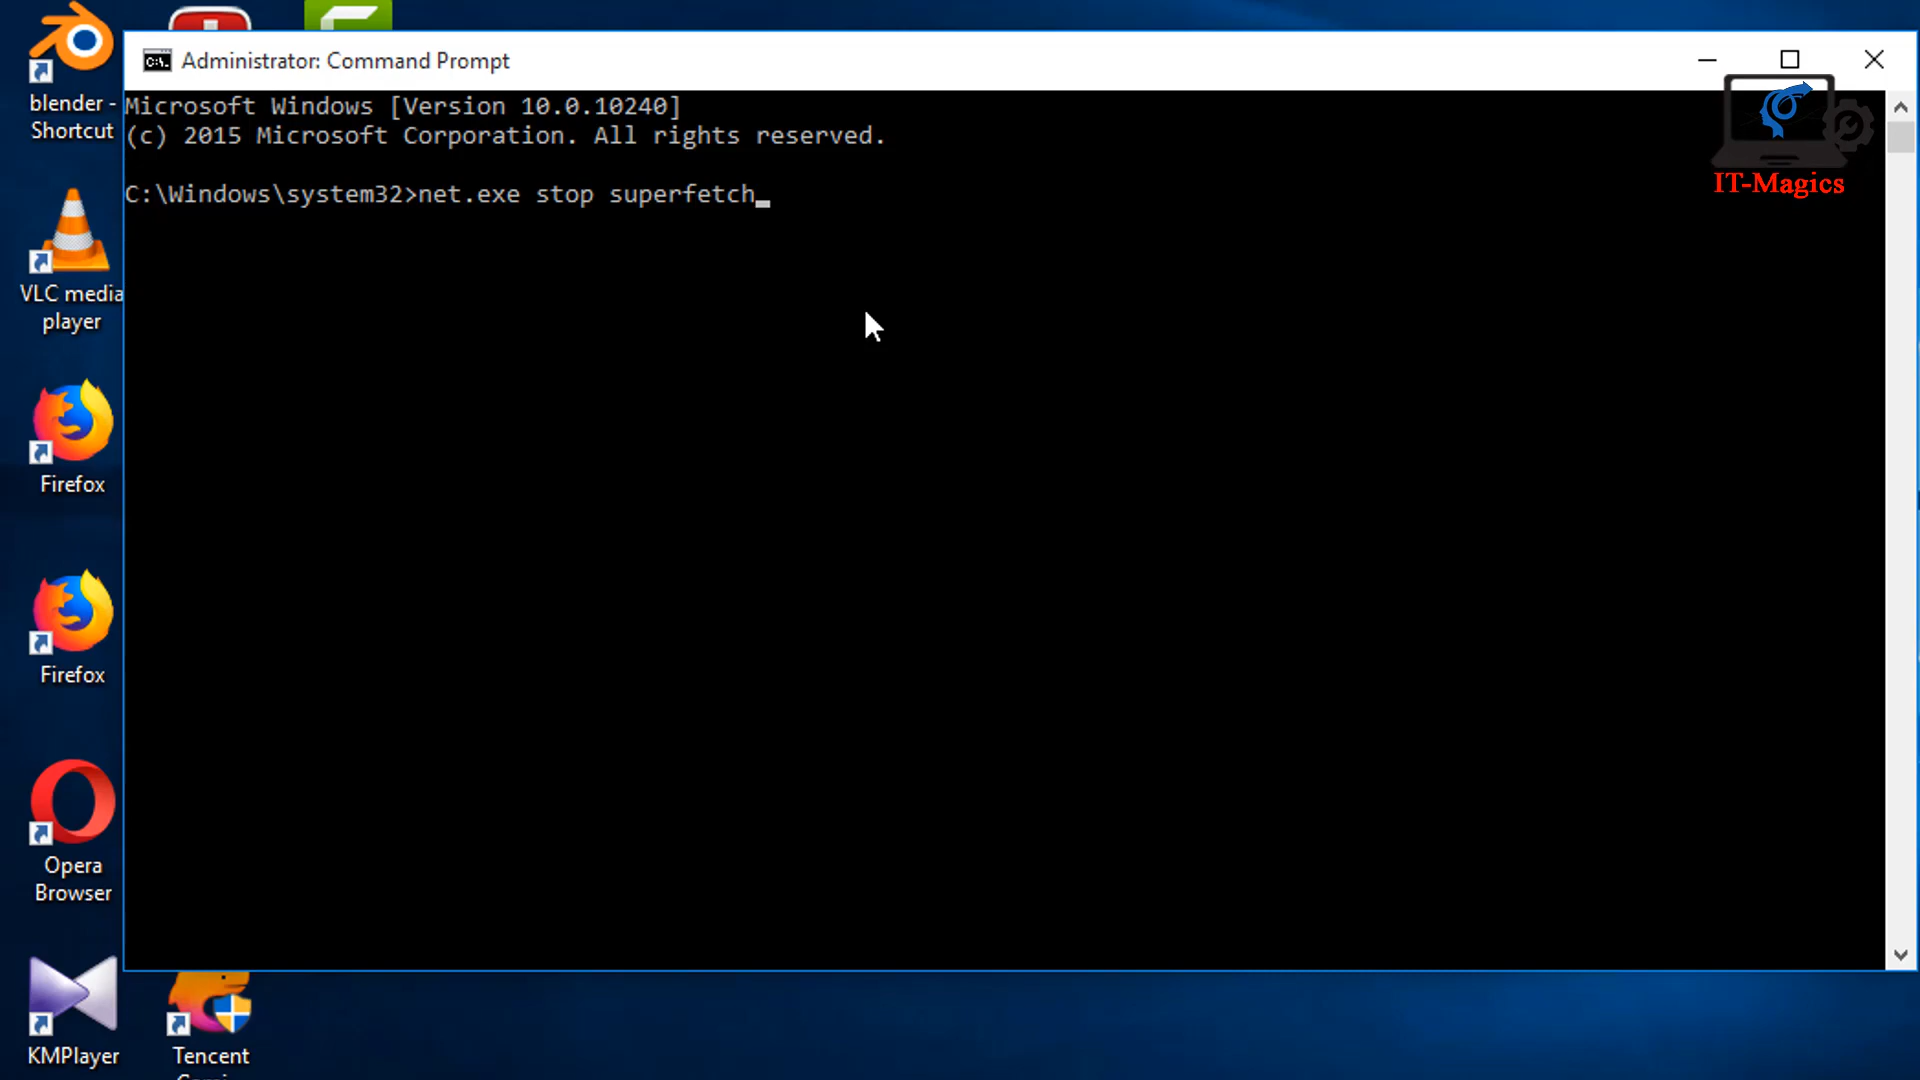 Administrator: Command Prompt
Microsoft Windows [Version 10.0.10240]
(c) 2015 Microsoft Corporation. All rights reserved.
C:\Windows\system32>net.exe stop superfetch_
IT-Magics
blender -
Shortcut
VLC media
player
Firefox
Firefox
Opera
Browser
KMPlayer
Tencent